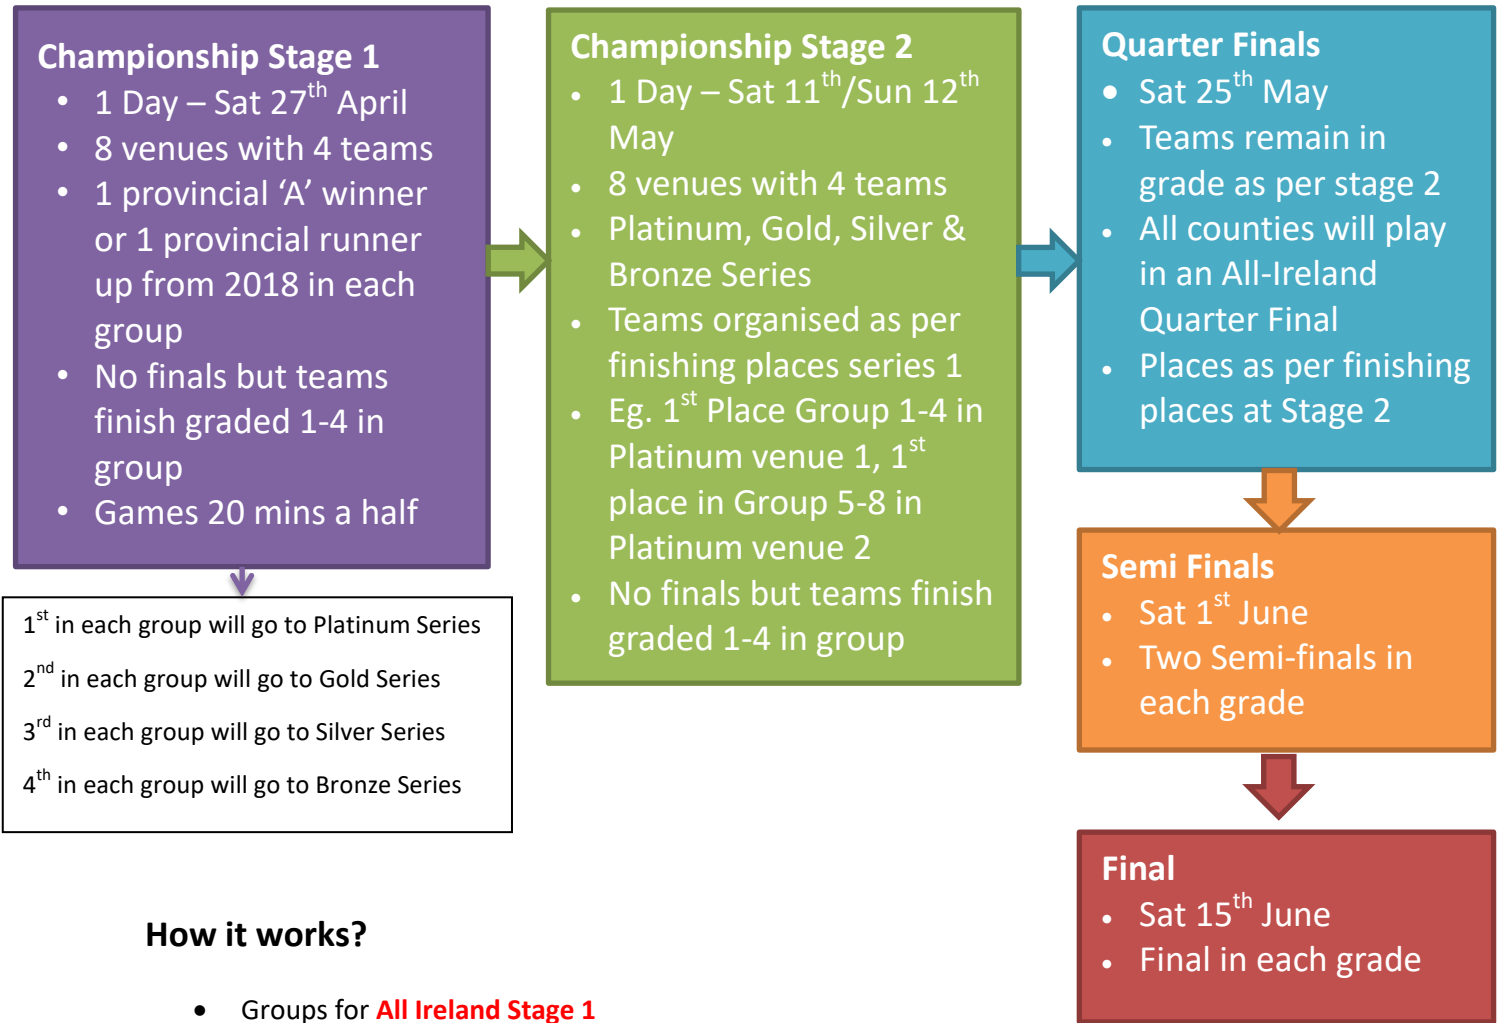 Championship Stage 1
• 1 Day – Sat 27th April
• 8 venues with 4 teams
• 1 provincial ‘A’ winner
or 1 provincial runner
up from 2018 in each
group
• No finals but teams
finish graded 1-4 in
group
• Games 20 mins a half
1st in each group will go to Platinum Series
2nd in each group will go to Gold Series
3rd in each group will go to Silver Series
4th in each group will go to Bronze Series
Championship Stage 2
• 1 Day – Sat 11th/Sun 12th
May
• 8 venues with 4 teams
• Platinum, Gold, Silver &
Bronze Series
• Teams organised as per
finishing places series 1
• Eg. 1st Place Group 1-4 in
Platinum venue 1, 1st
place in Group 5-8 in
Platinum venue 2
• No finals but teams finish
graded 1-4 in group
Quarter Finals
• Sat 25th May
• Teams remain in
grade as per stage 2
• All counties will play
in an All-Ireland
Quarter Final
• Places as per finishing
places at Stage 2
Semi Finals
• Sat 1st June
• Two Semi-finals in
each grade
Final
• Sat 15th June
• Final in each grade
How it works?
• Groups for All Ireland Stage 1